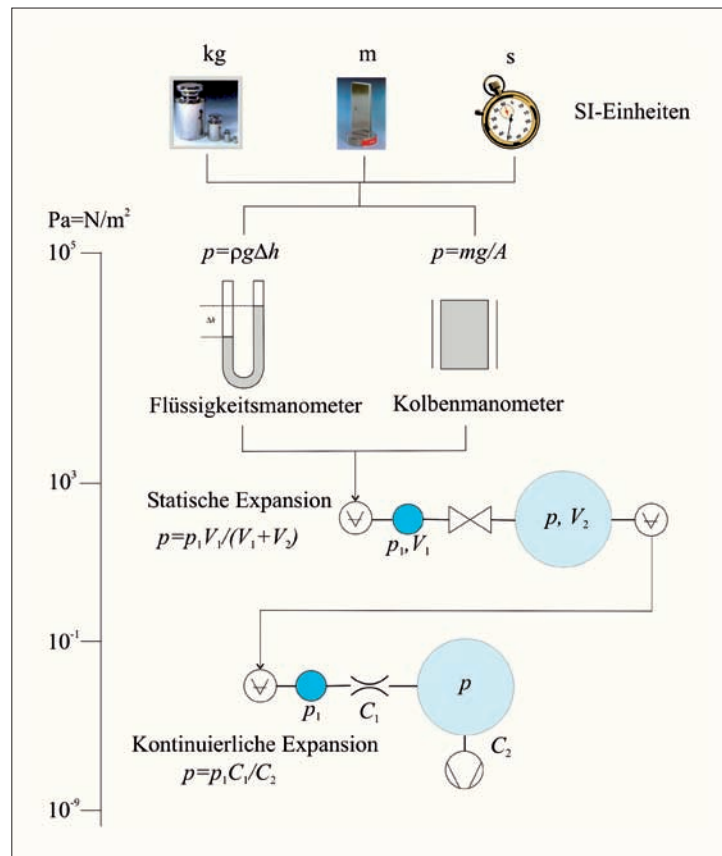 kg m s
SI-Einheiten
Pa=N/m²
10⁵
p=ρgΔh p=mg/A
Δh
Flüssigkeitsmanometer Kolbenmanometer
10³
Statische Expansion
p=p₁V₁/(V₁+V₂)
p₁,V₁
p, V₂
10⁻¹
p
p₁ C₁
C₂
Kontinuierliche Expansion
p=p₁C₁/C₂
10⁻⁹